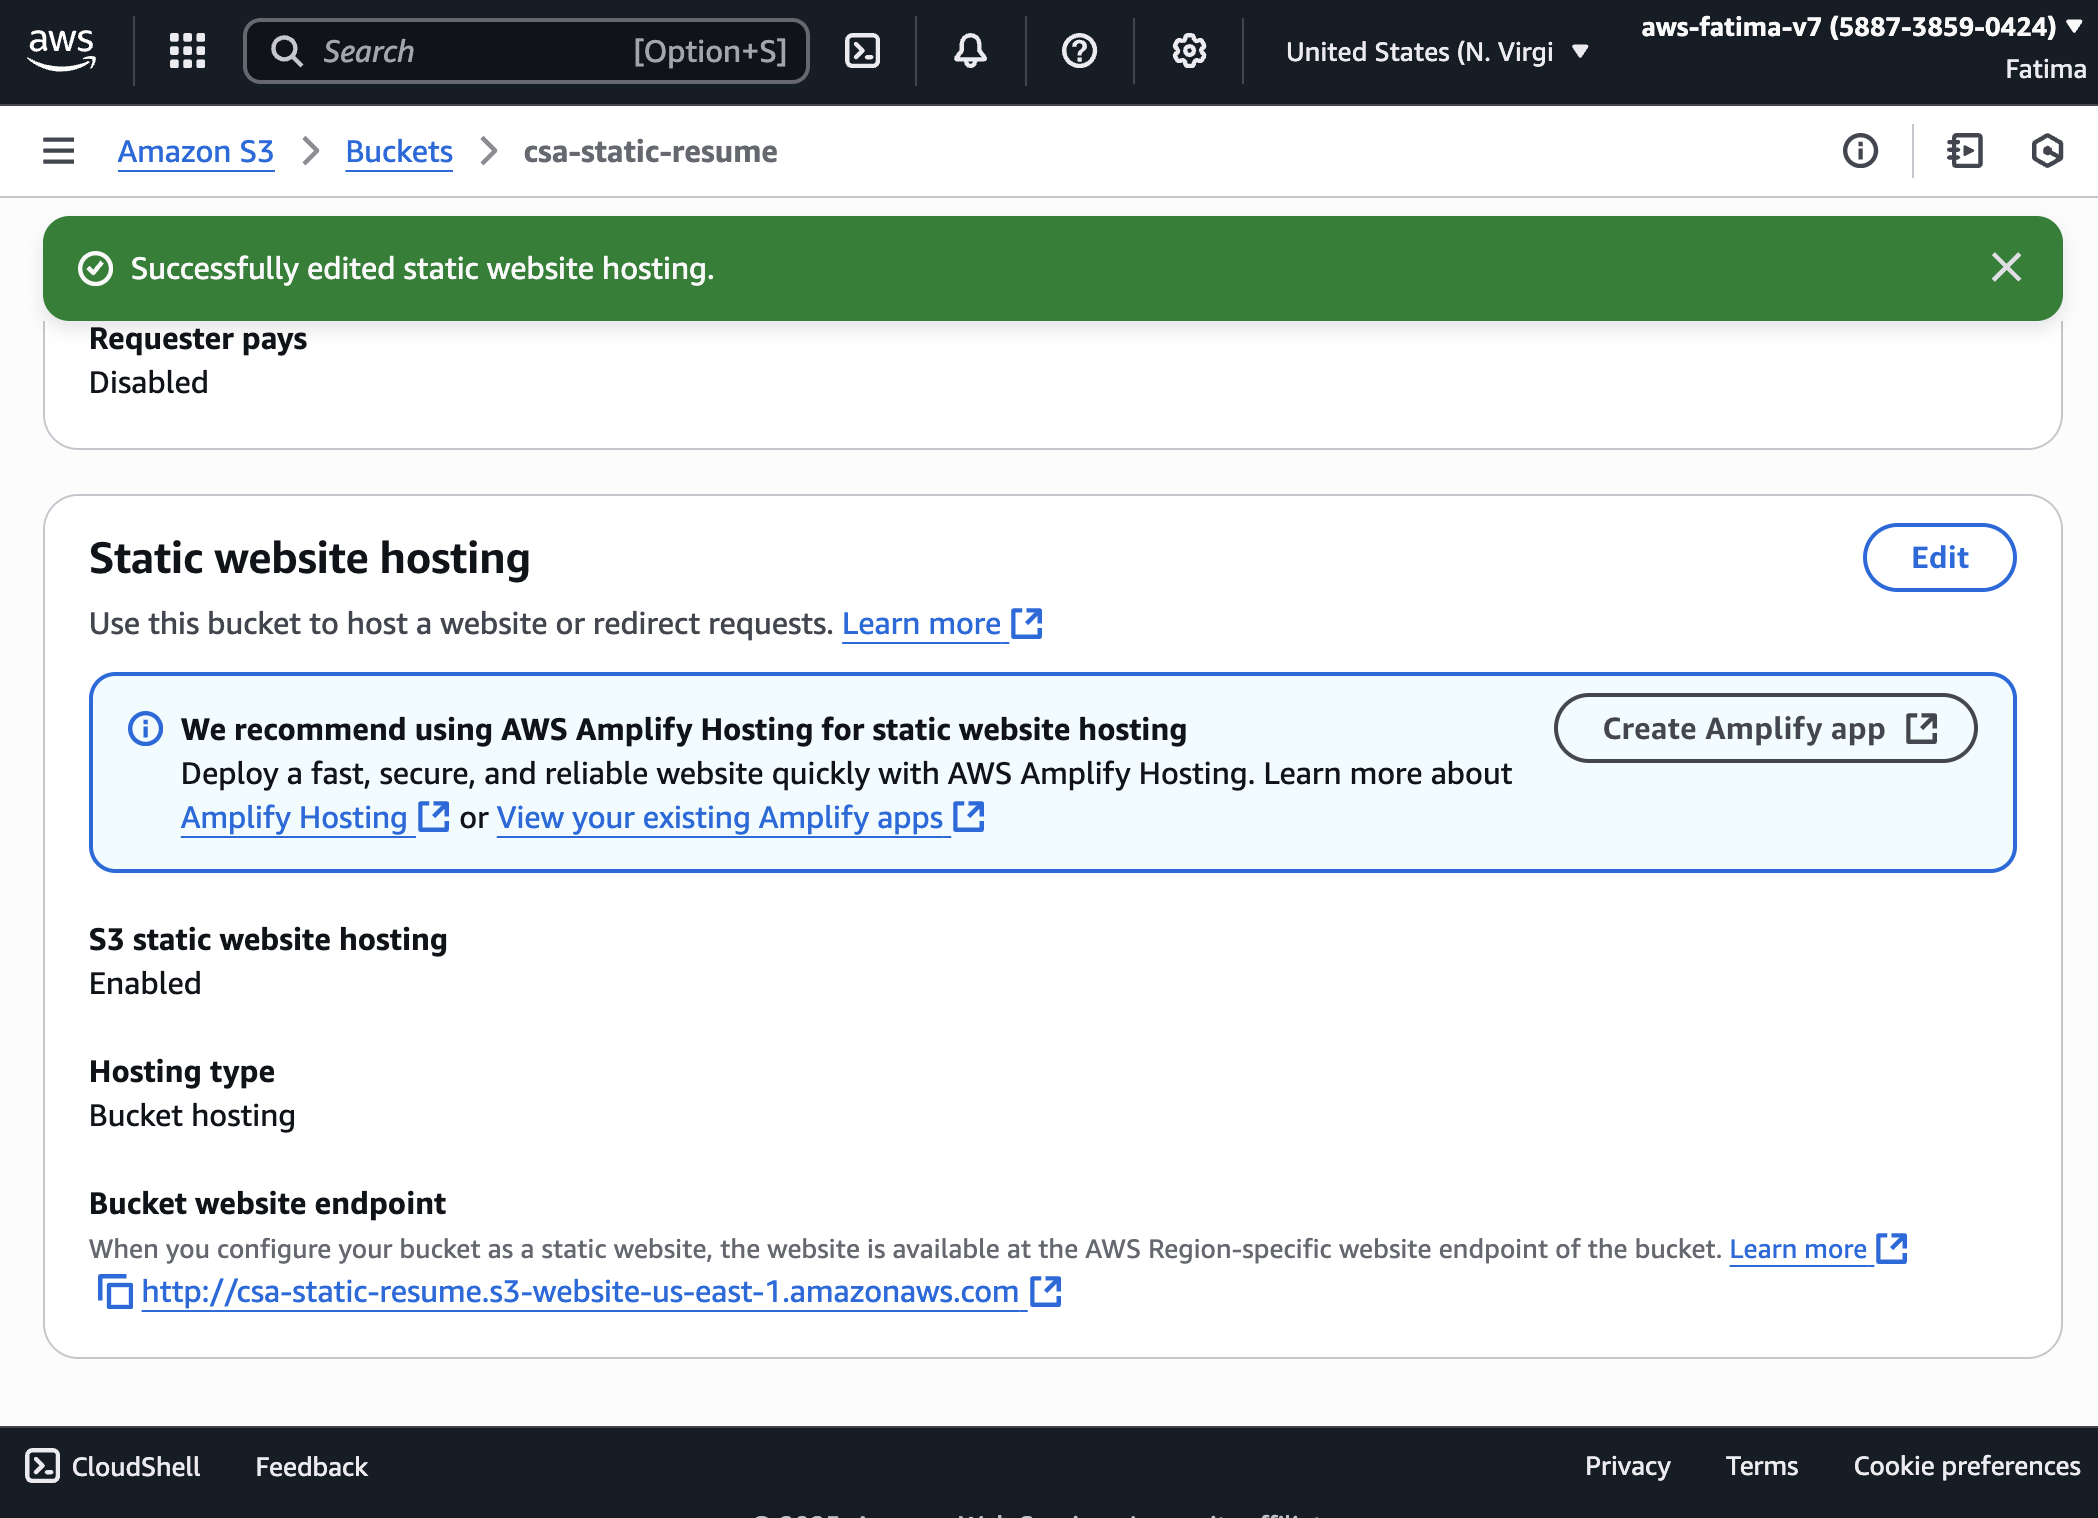 aws
Search [Option+S]
United States (N. Virgi
aws-fatima-v7 (5887-3859-0424)
Fatima
Amazon S3
Buckets
csa-static-resume
Successfully edited static website hosting.
Requester pays
Disabled
Static website hosting
Edit
Use this bucket to host a website or redirect requests. Learn more
We recommend using AWS Amplify Hosting for static website hosting
Create Amplify app
Deploy a fast, secure, and reliable website quickly with AWS Amplify Hosting. Learn more about
Amplify Hosting or View your existing Amplify apps
S3 static website hosting
Enabled
Hosting type
Bucket hosting
Bucket website endpoint
When you configure your bucket as a static website, the website is available at the AWS Region-specific website endpoint of the bucket. Learn more
http://csa-static-resume.s3-website-us-east-1.amazonaws.com
CloudShell
Feedback
Privacy
Terms
Cookie preferences